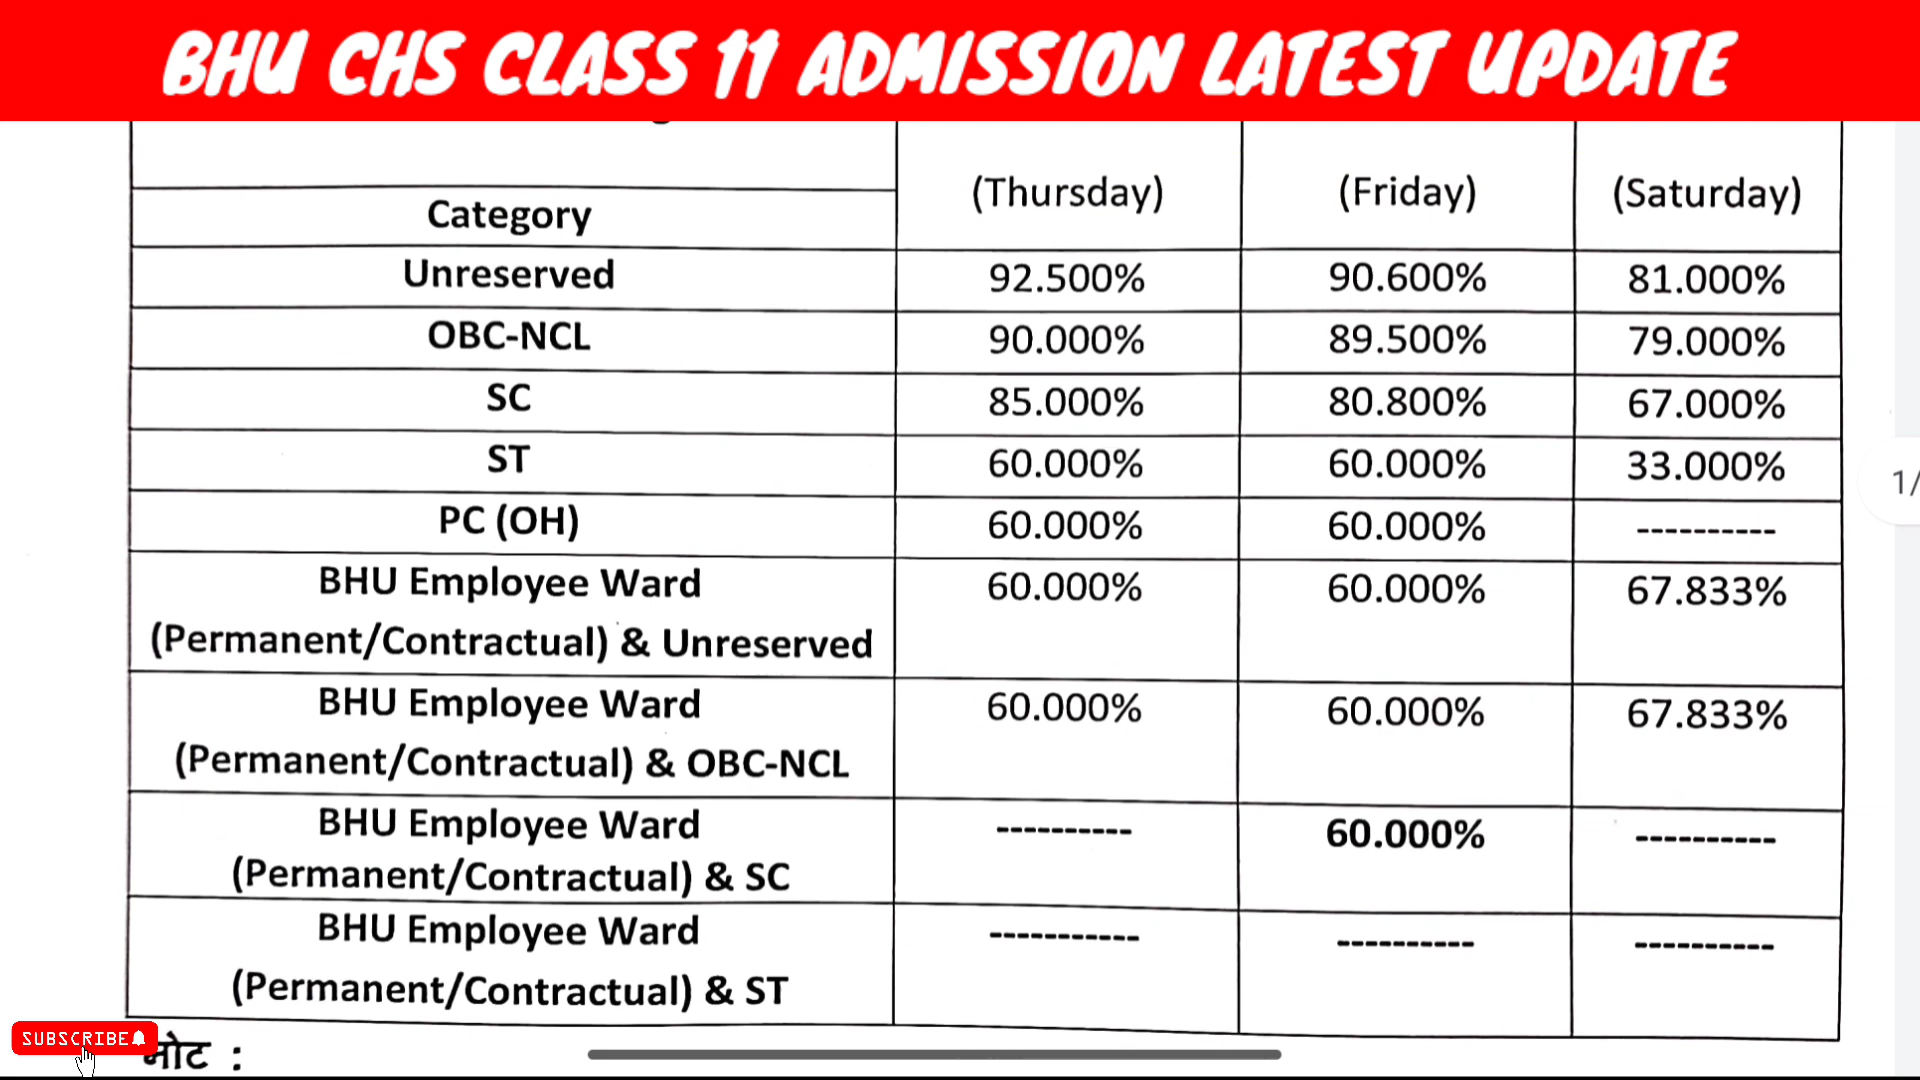 BHU CHS CLASS 11 ADMISSION LATEST UPDATE
(Thursday) (Friday) (Saturday)
Category
Unreserved 92.500% 90.600% 81.000%
OBC-NCL 90.000% 89.500% 79.000%
SC 85.000% 80.800% 67.000%
ST 60.000% 60.000% 33.000%
PC (OH) 60.000% 60.000% ----------
BHU Employee Ward 60.000% 60.000% 67.833%
(Permanent/Contractual) & Unreserved
BHU Employee Ward 60.000% 60.000% 67.833%
(Permanent/Contractual) & OBC-NCL
BHU Employee Ward ---------- 60.000% ----------
(Permanent/Contractual) & SC
BHU Employee Ward ----------- ---------- ----------
(Permanent/Contractual) & ST
1/
SUBSCRIBE
नोट :